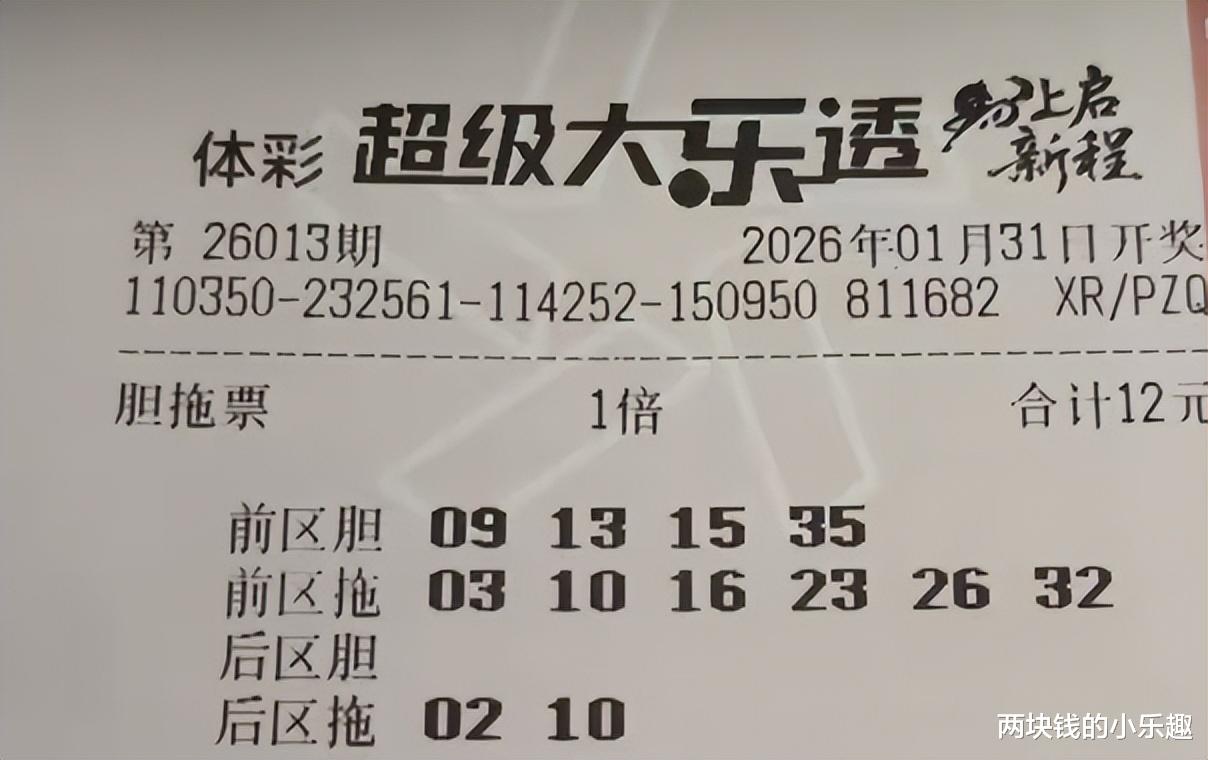 体彩 超级大乐透 马上启
新程
第 26013期 2026年01月31日开奖
110350-232561-114252-150950 811682 XR/PZQ
胆拖票 1倍 合计12元
前区胆 09 13 15 35
前区拖 03 10 16 23 26 32
后区胆
后区拖 02 10
两块钱的小乐趣